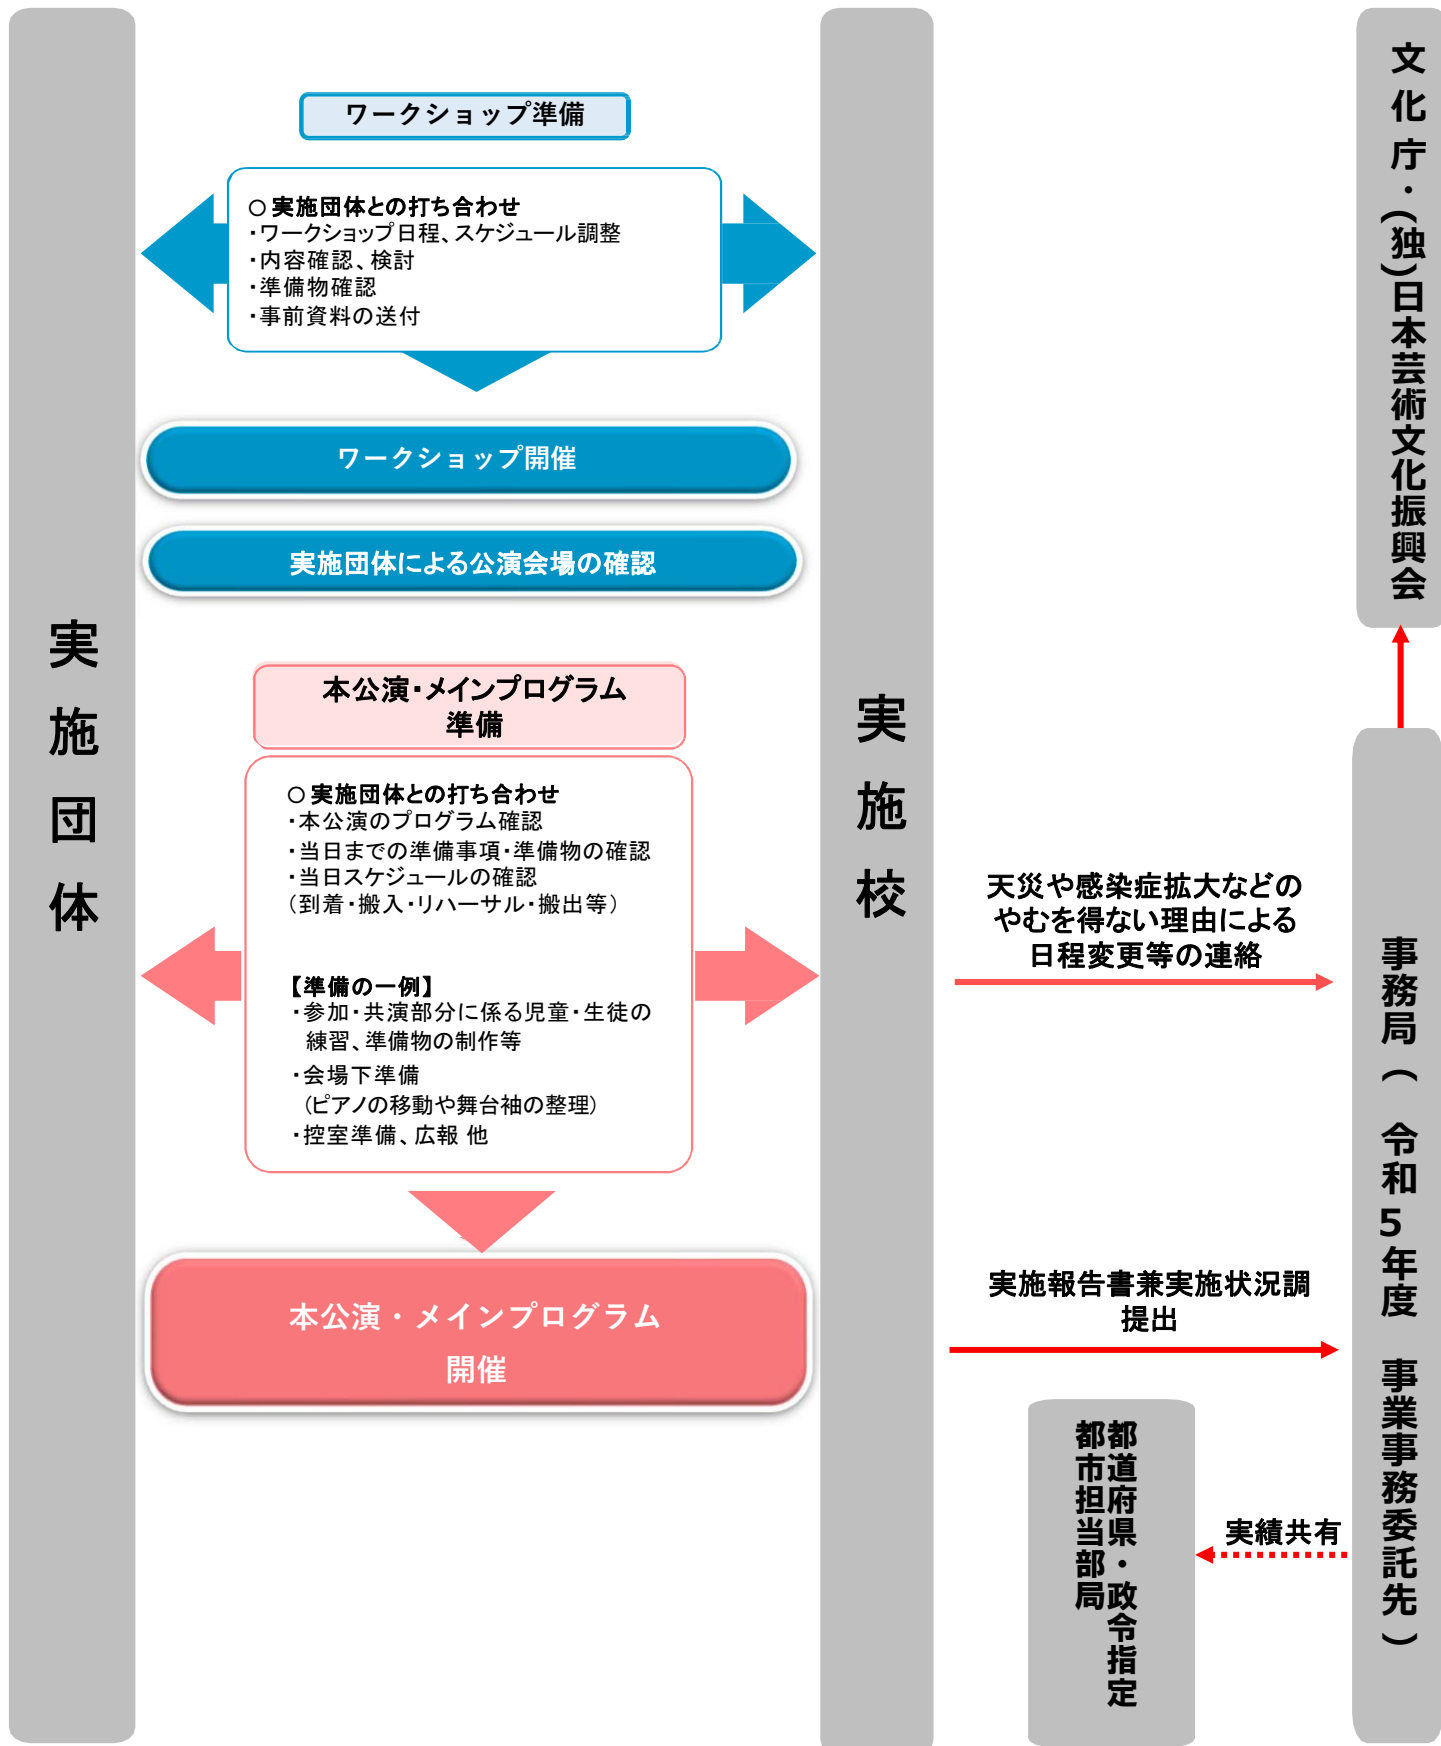 実施団体
ワークショップ準備
○実施団体との打ち合わせ
・ワークショップ日程、スケジュール調整
・内容確認、検討
・準備物確認
・事前資料の送付
ワークショップ開催
実施団体による公演会場の確認
本公演・メインプログラム
準備
○実施団体との打ち合わせ
・本公演のプログラム確認
・当日までの準備事項・準備物の確認
・当日スケジュールの確認
（到着・搬入・リハーサル・搬出等）
【準備の一例】
・参加・共演部分に係る児童・生徒の
練習、準備物の制作等
・会場下準備
（ピアノの移動や舞台袖の整理）
・控室準備、広報 他
本公演・メインプログラム
開催
実施校
天災や感染症拡大などの
やむを得ない理由による
日程変更等の連絡
実施報告書兼実施状況調
提出
都道府県・政令指定
都市担当部局
実績共有
文化庁・(独)日本芸術文化振興会
事務局（ 令和5年度 事業事務委託先）